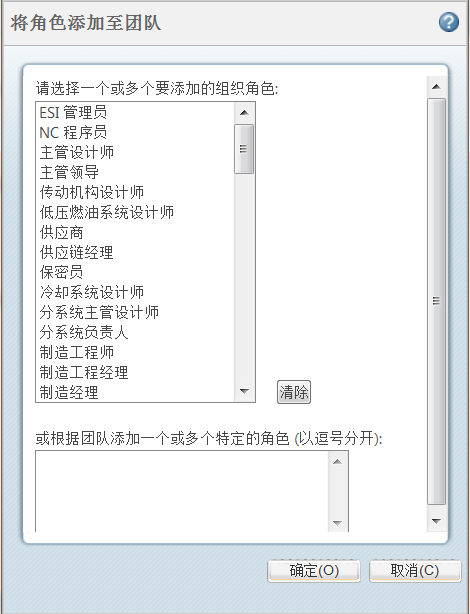 将角色添加至团队
请选择一个或多个要添加的组织角色:
ESI 管理员
NC 程序员
主管设计师
主管领导
传动机构设计师
低压燃油系统设计师
供应商
供应链经理
保密员
冷却系统设计师
分系统主管设计师
分系统负责人
制造工程师
制造工程经理
制造经理
清除
或根据团队添加一个或多个特定的角色 (以逗号分开):
确定(O)
取消(C)